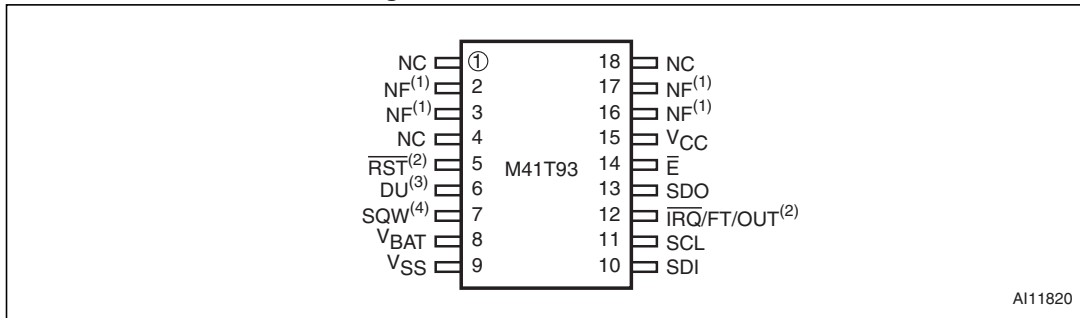 NC 1 18 NC
NF(1) 2 17 NF(1)
NF(1) 3 16 NF(1)
NC 4 15 VCC
R̅S̅T̅(2) 5 M41T93 14 E̅
DU(3) 6 13 SDO
SQW(4) 7 12 I̅R̅Q̅/FT/OUT(2)
VBAT 8 11 SCL
VSS 9 10 SDI
AI11820